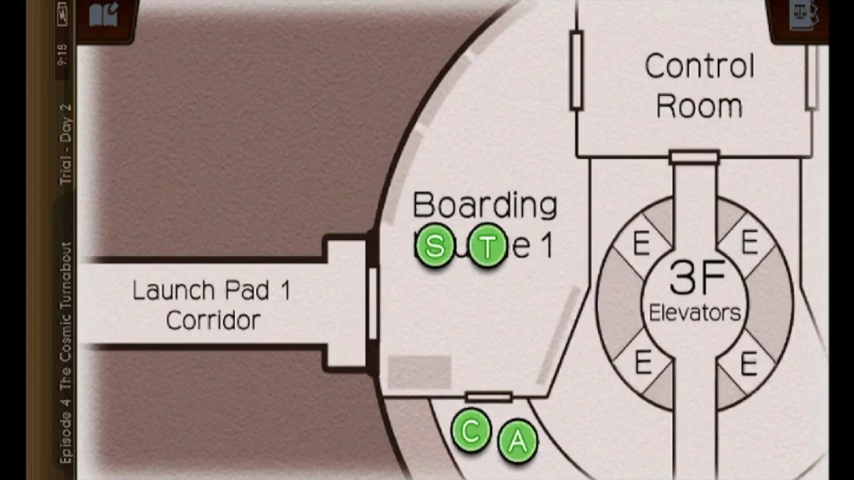 9:15
Trial - Day 2
Episode 4 The Cosmic Turnabout
Control
Room
Boarding
S T e 1
E E
3F
Elevators
E E
Launch Pad 1
Corridor
C A